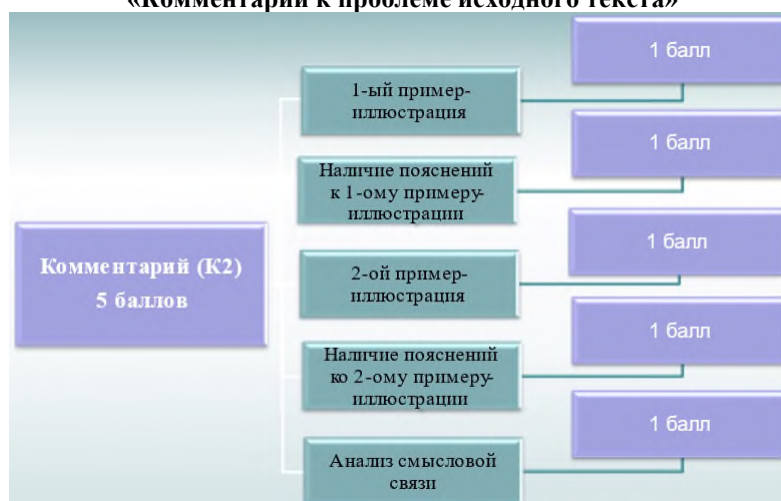 «Комментарий к проблеме исходного текста»
1 балл
1-ый пример-
иллюстрация
1 балл
Наличие пояснений
к 1-ому примеру-
иллюстрации
1 балл
Комментарий (К2)
5 баллов
2-ой пример-
иллюстрация
1 балл
Наличие пояснений
ко 2-ому примеру-
иллюстрации
1 балл
Анализ смысловой
связи